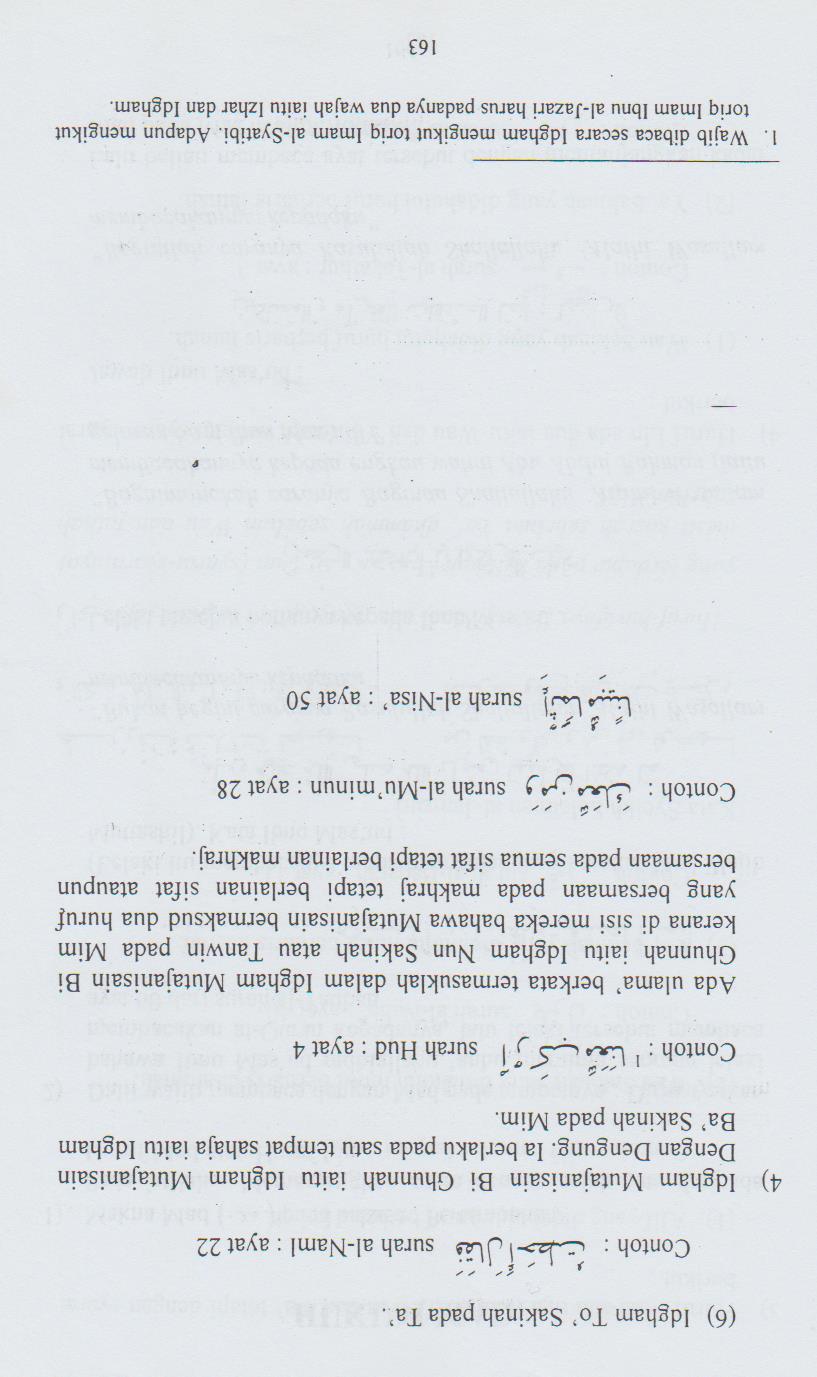 (6) Idgham To’ Sakinah pada Ta’.
Contoh : فَقَالَ أَحَطتُ surah al-Naml : ayat 22
4) Idgham Mutajanisain Bi Ghunnah iaitu Idgham Mutajanisain
Dengan Dengung. Ia berlaku pada satu tempat sahaja iaitu Idgham
Ba’ Sakinah pada Mim.
Contoh : ¹ ٱرْكَب مَّعَنَا surah Hud : ayat 4
Ada ulama’ berkata termasuklah dalam Idgham Mutajanisain Bi
Ghunnah iaitu Idgham Nun Sakinah atau Tanwin pada Mim
kerana di sisi mereka bahawa Mutajanisain bermaksud dua huruf
yang bersamaan pada makhraj tetapi berlainan sifat ataupun
bersamaan pada semua sifat tetapi berlainan makhraj.
Contoh : وَمَن مَّعَكَ surah al-Mu’minun : ayat 28
إِثْمًا مُّبِينًا surah al-Nisa’ : ayat 50
1. Wajib dibaca secara Idgham mengikut toriq Imam al-Syatibi. Adapun mengikut
toriq Imam Ibnu al-Jazari harus padanya dua wajah iaitu Izhar dan Idgham.
163